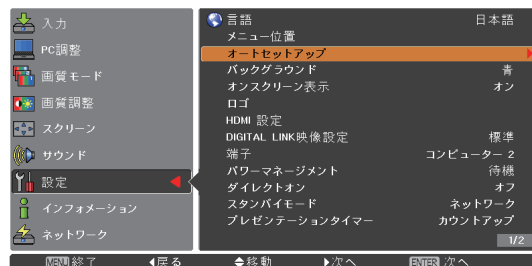 入力
PC調整
画質モード
画質調整
スクリーン
サウンド
設定
インフォメーション
ネットワーク
言語 日本語
メニュー位置
オートセットアップ
バックグラウンド 青
オンスクリーン表示 オン
ロゴ
HDMI 設定
DIGITAL LINK映像設定 標準
端子 コンピューター 2
パワーマネージメント 待機
ダイレクトオン オフ
スタンバイモード ネットワーク
プレゼンテーションタイマー カウントアップ
1/2
MENU 終了 戻る 移動 次へ ENTER 次へ